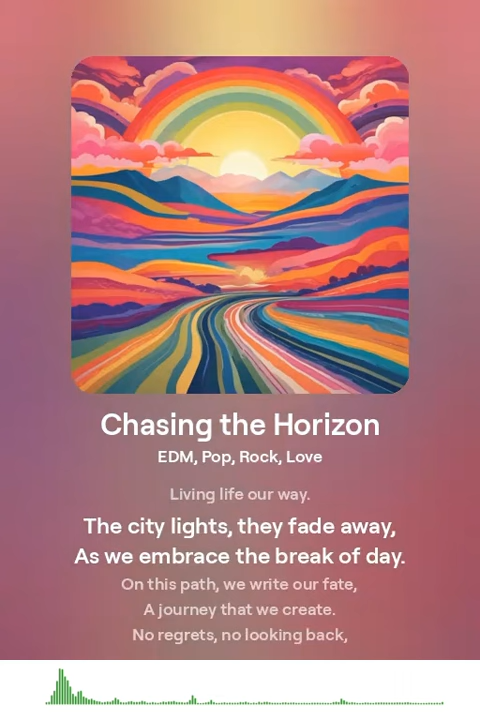 Chasing the Horizon
EDM, Pop, Rock, Love
Living life our way.
The city lights, they fade away,
As we embrace the break of day.
On this path, we write our fate,
A journey that we create.
No regrets, no looking back,